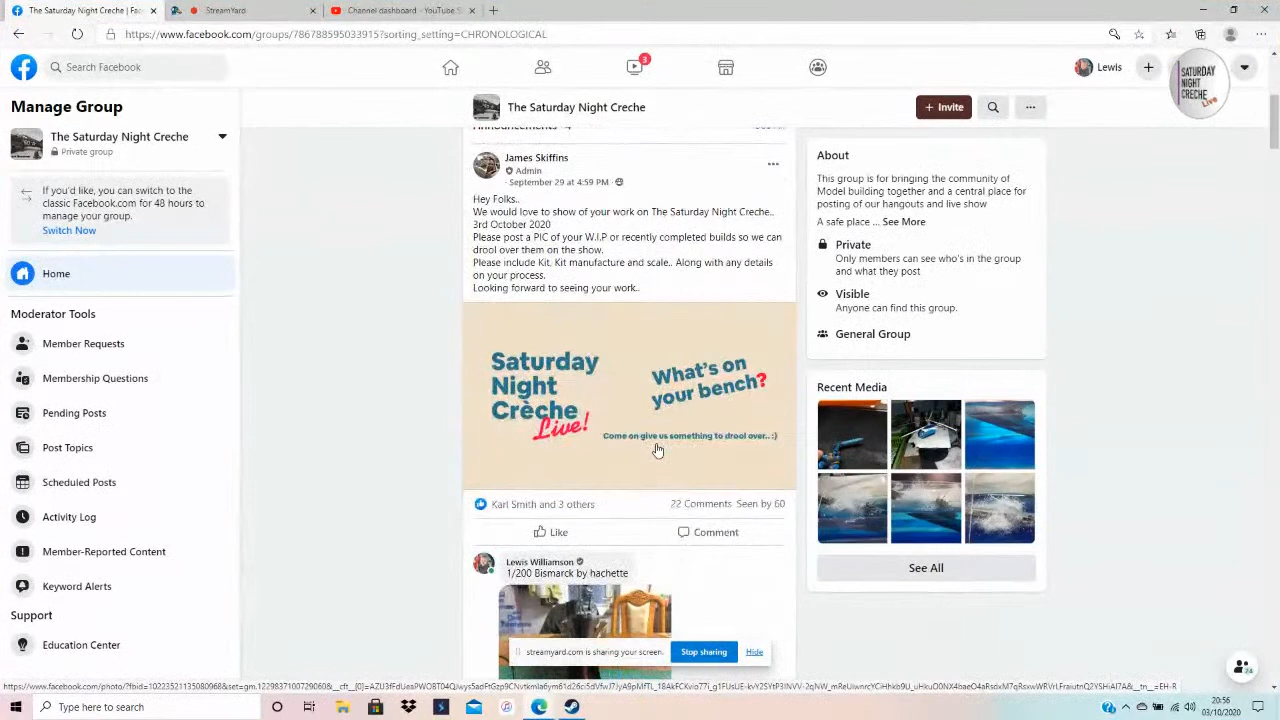 The Saturday Night Creche | Fac
StreamYard
Channel dashboard - YouTube S
https://www.facebook.com/groups/786788595033915?sorting_setting=CHRONOLOGICAL
Search Facebook
3
Lewis
SATURDAY
NIGHT
CRECHE
Live
Manage Group
The Saturday Night Creche
Private group
If you'd like, you can switch to the
classic Facebook.com for 48 hours to
manage your group.
Switch Now
Home
Moderator Tools
Member Requests
Membership Questions
Pending Posts
Post Topics
Scheduled Posts
Activity Log
Member-Reported Content
Keyword Alerts
Support
Education Center
The Saturday Night Creche
+ Invite
Announcements · 4
James Skiffins
Admin
· September 29 at 4:59 PM ·
Hey Folks..
We would love to show of your work on The Saturday Night Creche..
3rd October 2020
Please post a PIC of your W.I.P or recently completed builds so we can
drool over them on the show.
Please include Kit, Kit manufacture and scale.. Along with any details
on your process.
Looking forward to seeing your work..
Saturday
Night
Crèche
Live!
What's on
your bench?
Come on give us something to drool over.. :)
Karl Smith and 3 others
22 Comments Seen by 60
Like
Comment
Lewis Williamson
1/200 Bismarck by hachette
About
This group is for bringing the community of
Model building together and a central place for
posting of our hangouts and live show
A safe place ... See More
Private
Only members can see who's in the group
and what they post
Visible
Anyone can find this group.
General Group
Recent Media
See All
streamyard.com is sharing your screen.
Stop sharing
Hide
Type here to search
20:56
03/10/2020